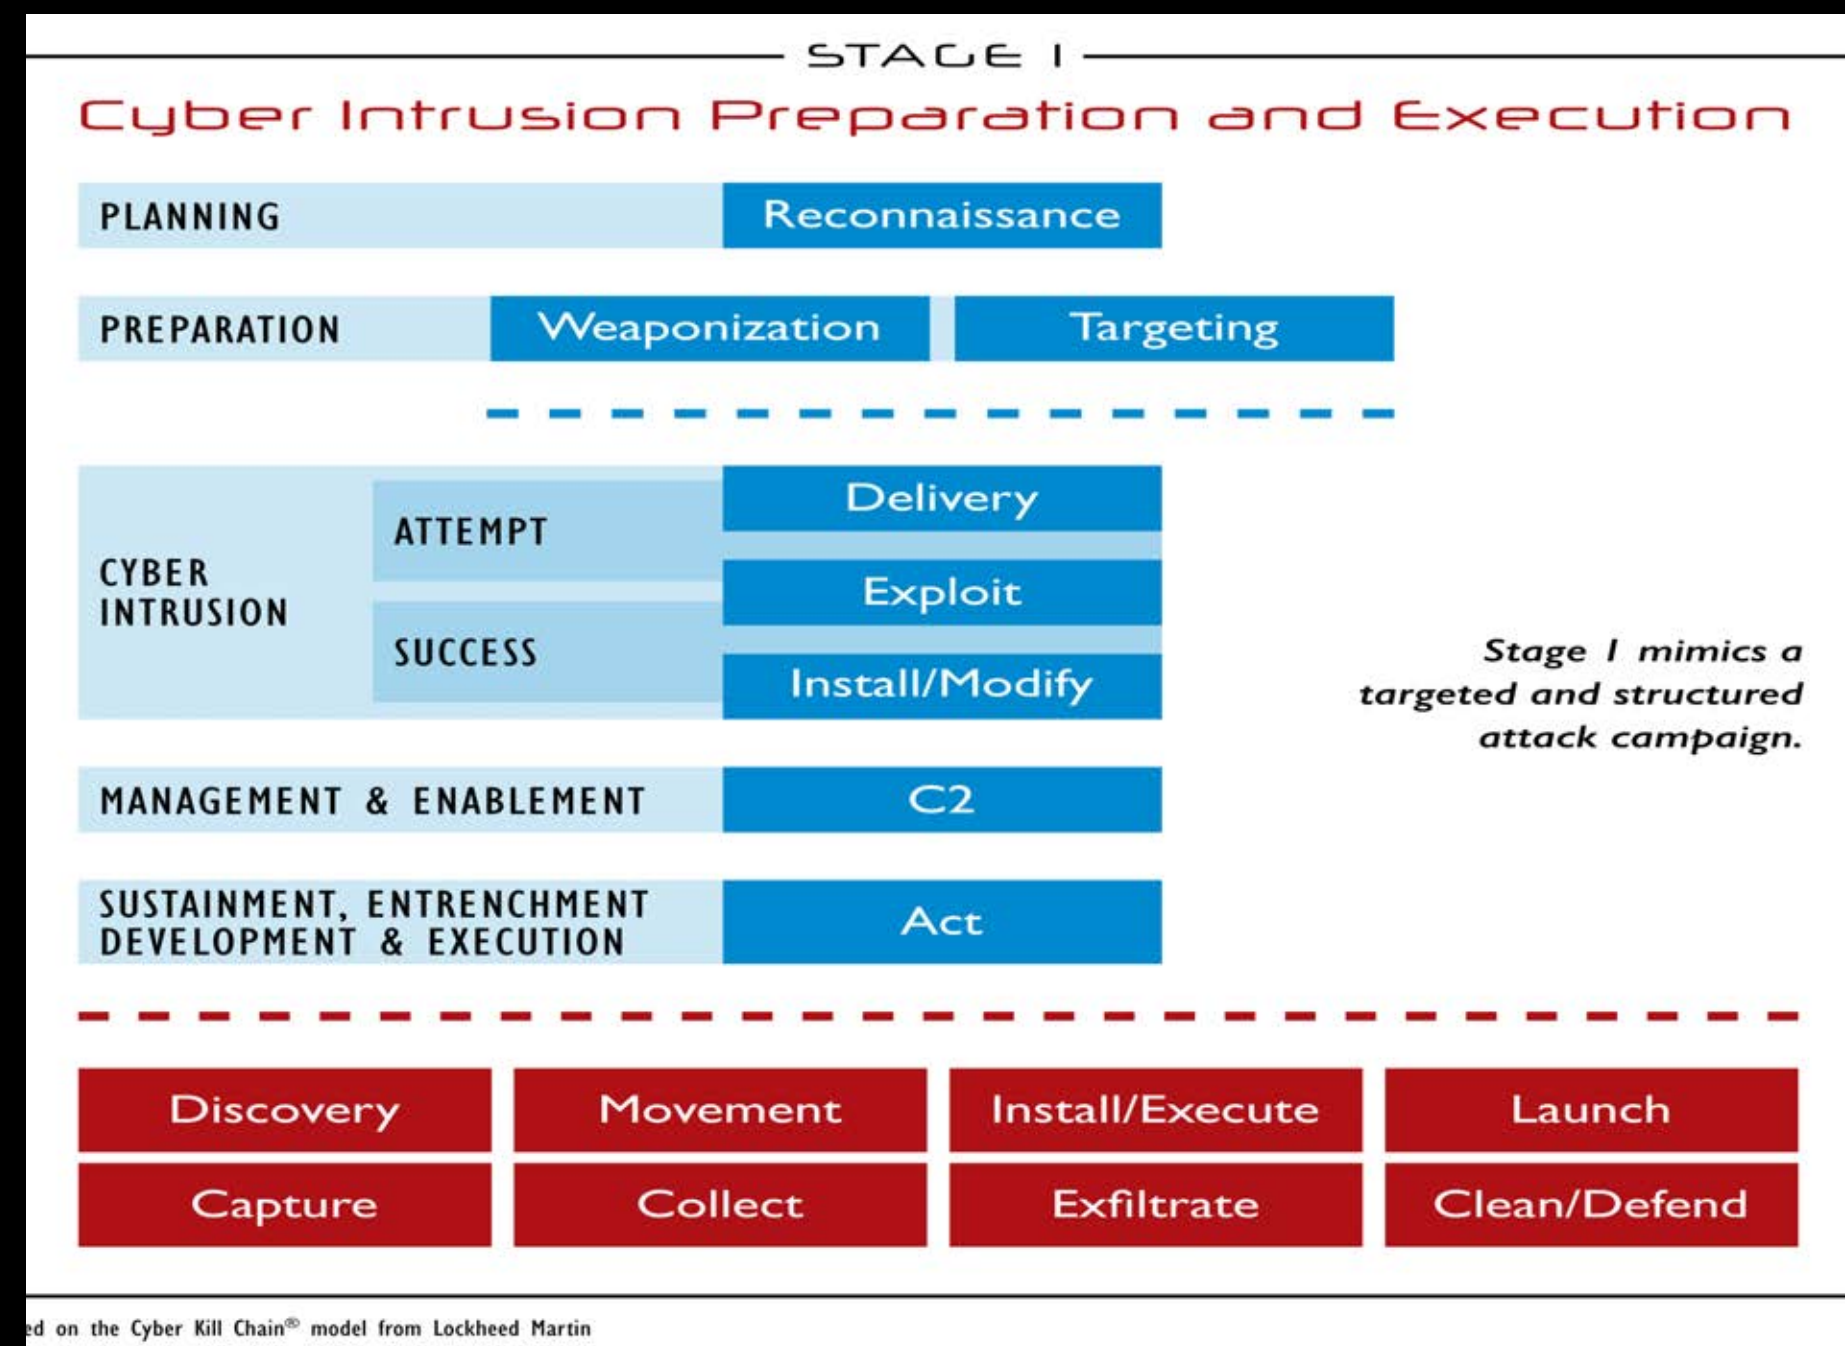 STAGE 1
Cyber Intrusion Preparation and Execution
PLANNING
Reconnaissance
PREPARATION
Weaponization
Targeting
CYBER
INTRUSION
ATTEMPT
SUCCESS
Delivery
Exploit
Install/Modify
Stage 1 mimics a
targeted and structured
attack campaign.
MANAGEMENT & ENABLEMENT
C2
SUSTAINMENT, ENTRENCHMENT
DEVELOPMENT & EXECUTION
Act
Discovery
Movement
Install/Execute
Launch
Capture
Collect
Exfiltrate
Clean/Defend
on the Cyber Kill Chain® model from Lockheed Martin